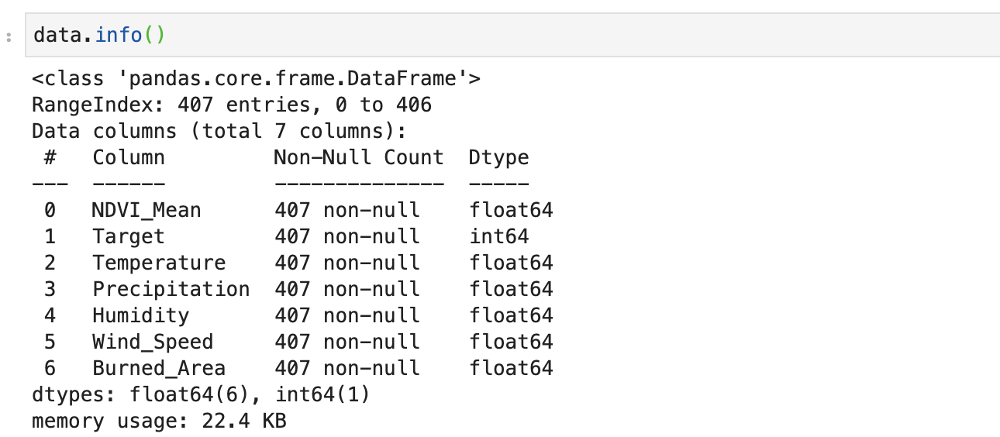 data.info()
<class 'pandas.core.frame.DataFrame'>
RangeIndex: 407 entries, 0 to 406
Data columns (total 7 columns):
 #   Column         Non-Null Count  Dtype
---  ------         --------------  -----
 0   NDVI_Mean      407 non-null    float64
 1   Target         407 non-null    int64
 2   Temperature    407 non-null    float64
 3   Precipitation  407 non-null    float64
 4   Humidity       407 non-null    float64
 5   Wind_Speed     407 non-null    float64
 6   Burned_Area    407 non-null    float64
dtypes: float64(6), int64(1)
memory usage: 22.4 KB